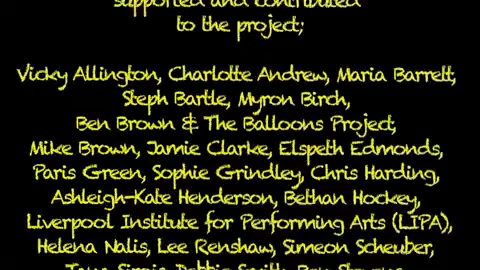 supported and contributed
to the project;
Vicky Allington, Charlotte Andrew, Maria Barrett,
Steph Bartle, Myron Birch,
Ben Brown & The Balloons Project,
Mike Brown, Jamie Clarke, Elspeth Edmonds,
Paris Green, Sophie Grindley, Chris Harding,
Ashleigh-Kate Henderson, Bethan Hockey,
Liverpool Institute for Performing Arts (LIPA),
Helena Nalis, Lee Renshaw, Simeon Scheuber,
Debbie Smith,